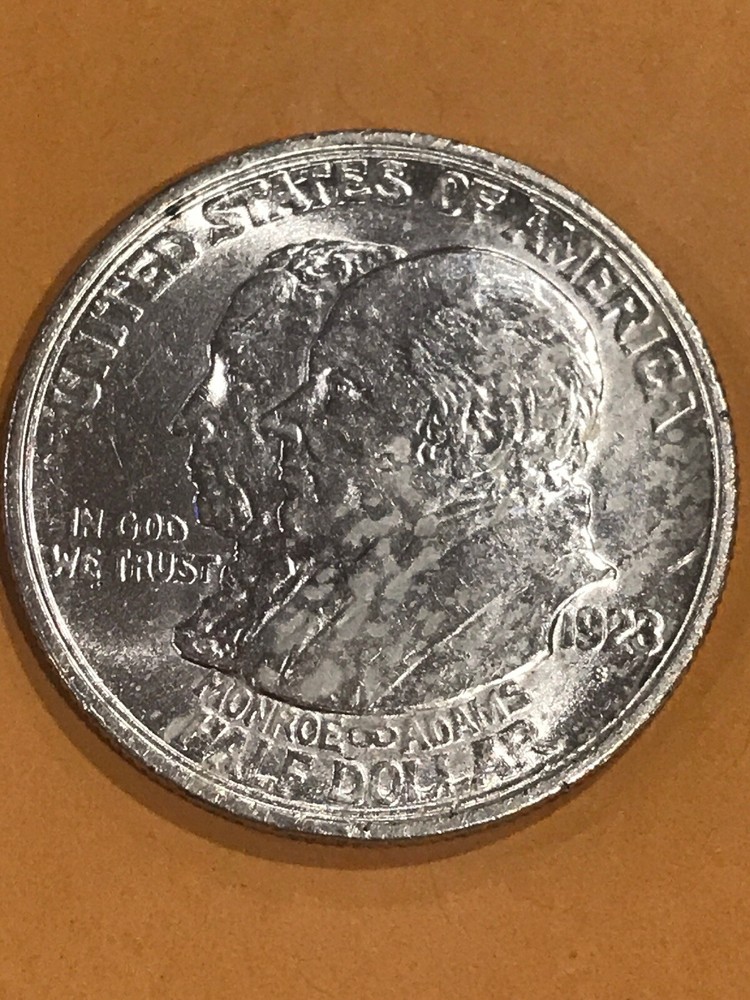 UNITED STATES OF AMERICA
IN GOD
WE TRUST
1923
MONROE ADAMS
HALF DOLLAR